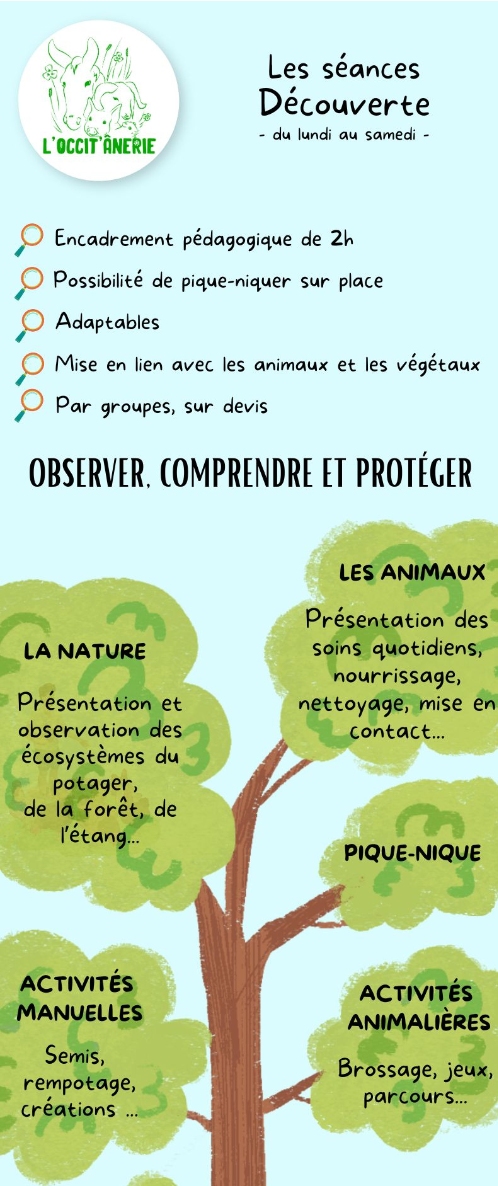 L'OCCIT'ÂNERIE
Les séances
Découverte
- du lundi au samedi -
Encadrement pédagogique de 2h
Possibilité de pique-niquer sur place
Adaptables
Mise en lien avec les animaux et les végétaux
Par groupes, sur devis
OBSERVER, COMPRENDRE ET PROTÉGER
LES ANIMAUX
Présentation des
soins quotidiens,
nourrissage,
nettoyage, mise en
contact...
LA NATURE
Présentation et
observation des
écosystèmes du
potager,
de la forêt, de
l'étang...
PIQUE-NIQUE
ACTIVITÉS
MANUELLES
Semis,
rempotage,
créations ...
ACTIVITÉS
ANIMALIÈRES
Brossage, jeux,
parcours...